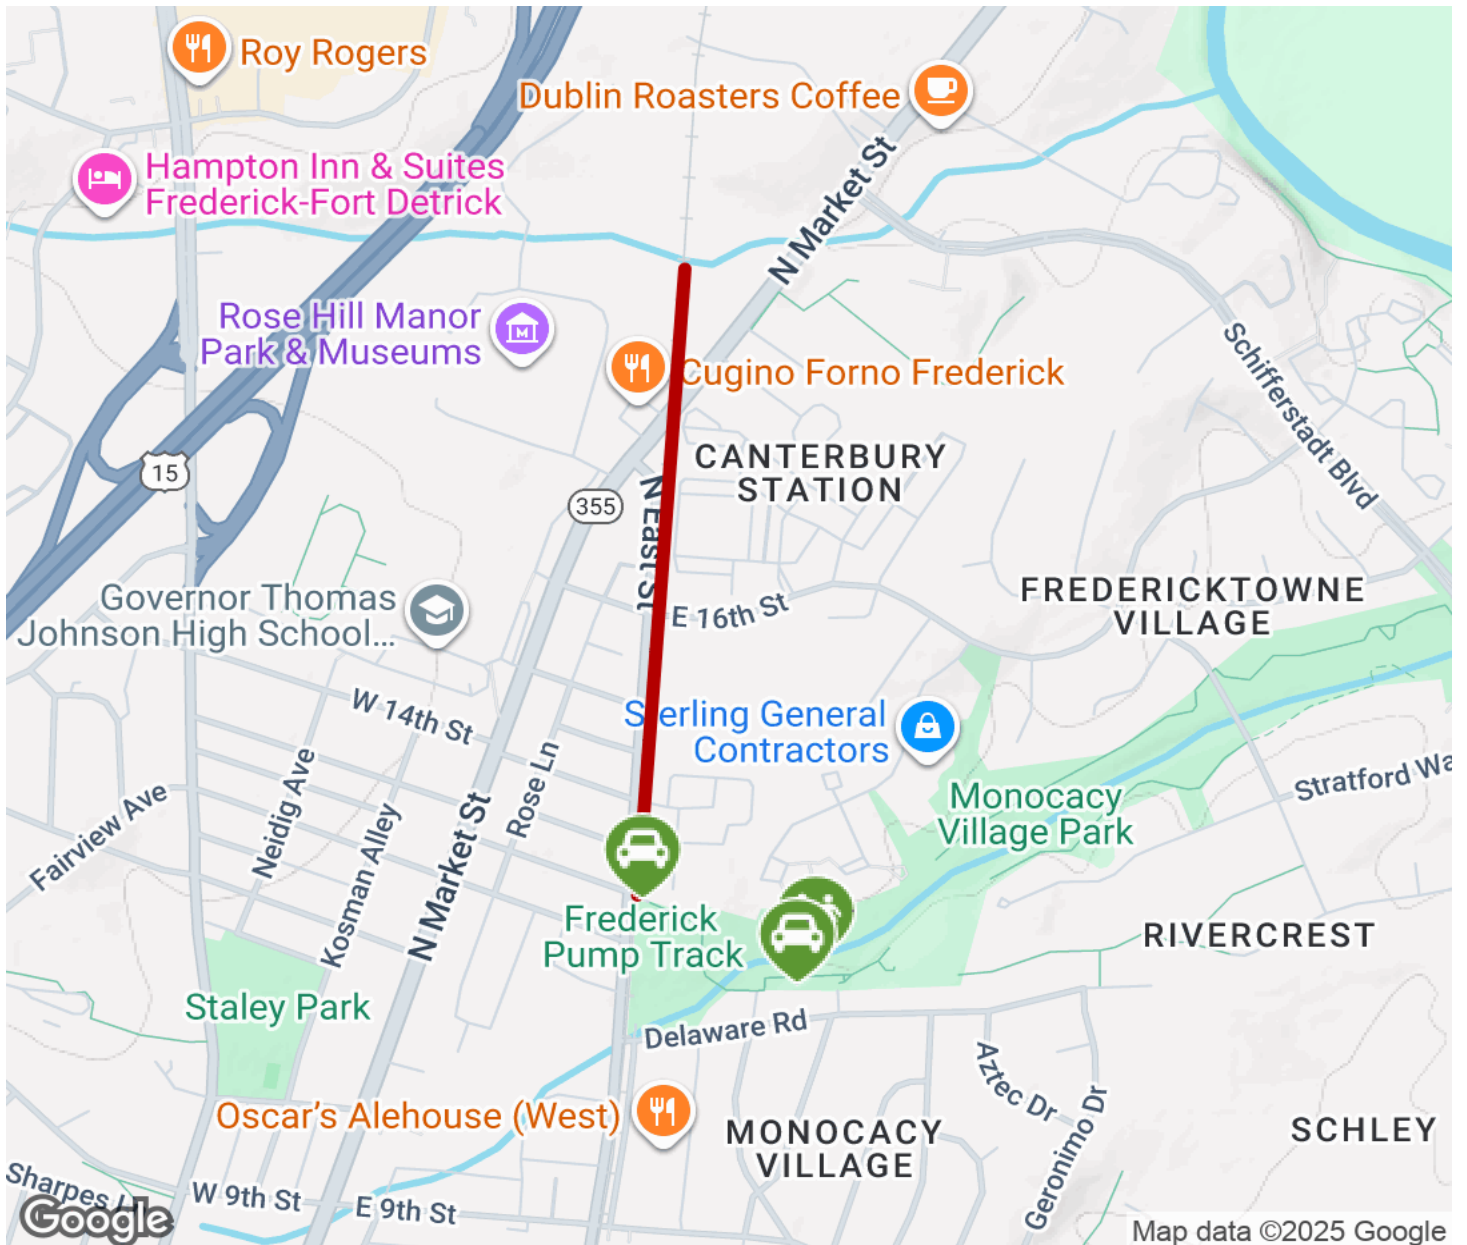 Roy Rogers
Dublin Roasters Coffee
Hampton Inn & Suites
Frederick-Fort Detrick
N Market St
Rose Hill Manor
Park & Museums
M
Cugino Forno Frederick
Schifferstadt Blvd
15
CANTERBURY
STATION
355
N East St
Governor Thomas
Johnson High School...
E 16th St
FREDERICKTOWNE
VILLAGE
W 14th St
Sterling General
Contractors
Rose Ln
Neidig Ave
Fairview Ave
Kosman Alley
N Market St
Monocacy
Village Park
Stratford Wa
Frederick
Pump Track
RIVERCREST
Staley Park
Delaware Rd
Aztec Dr
Geronimo Dr
Oscar's Alehouse (West)
MONOCACY
VILLAGE
SCHLEY
Sharpes Ln
W 9th St
E 9th St
Google
Map data ©2025 Google